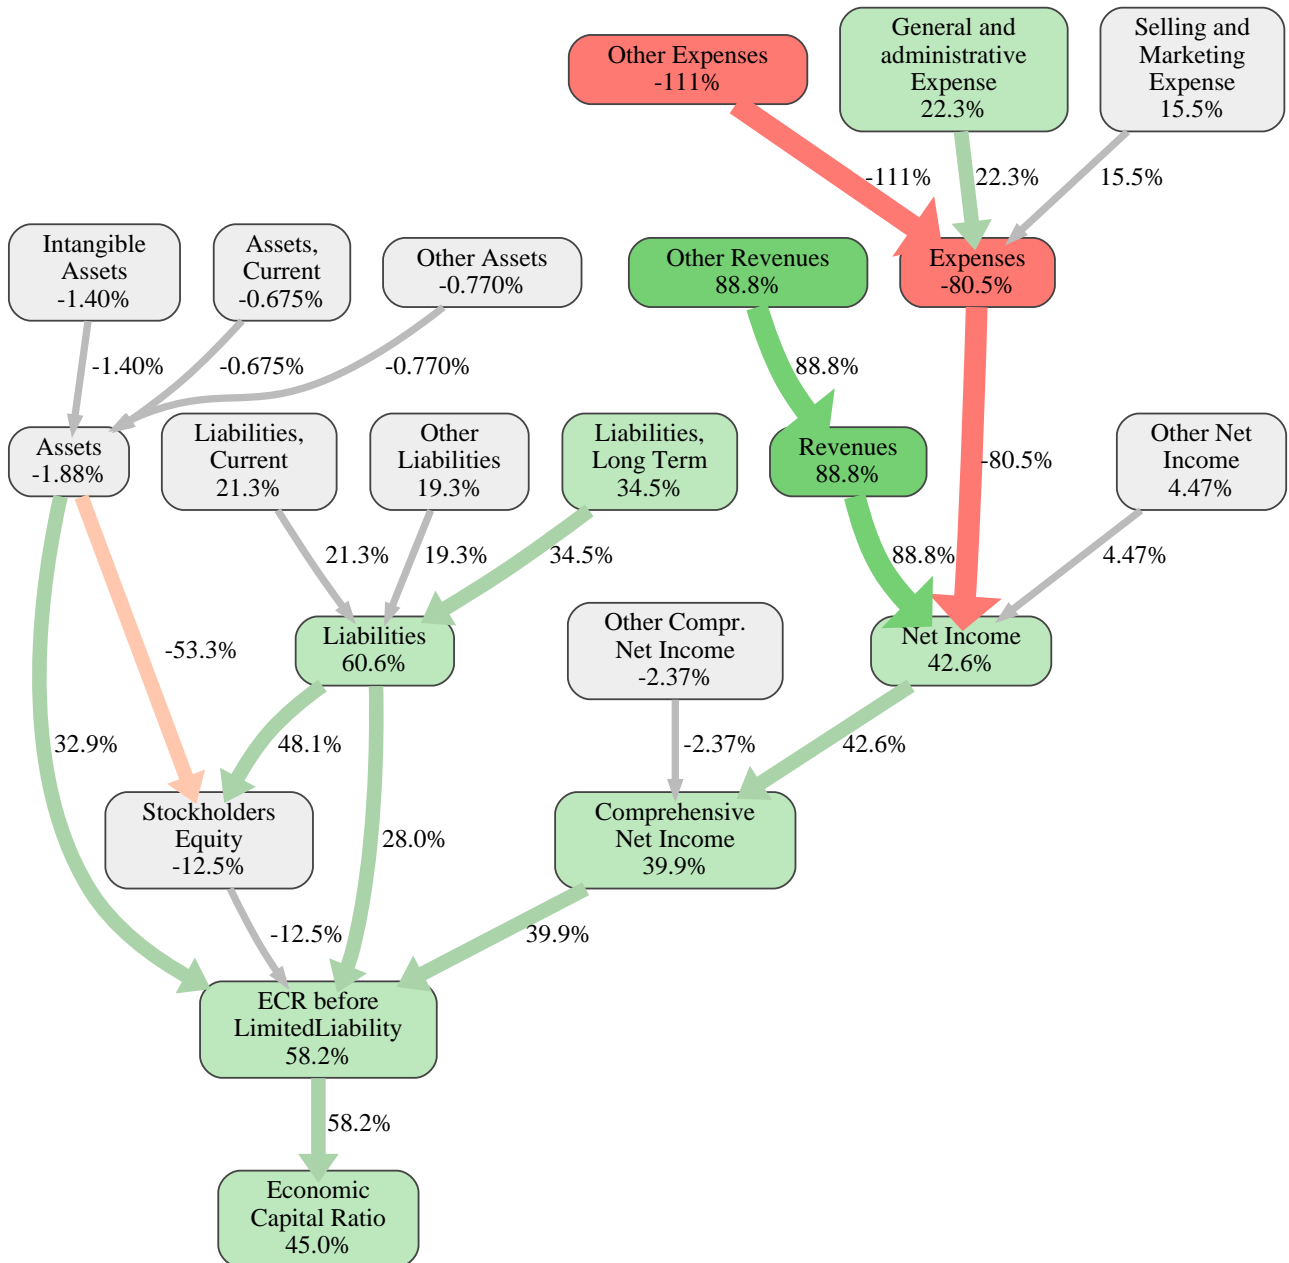 Other Expenses
-111%
General and
administrative
Expense
22.3%
Selling and
Marketing
Expense
15.5%
-111%
22.3%
15.5%
Intangible
Assets
-1.40%
Assets,
Current
-0.675%
Other Assets
-0.770%
Other Revenues
88.8%
Expenses
-80.5%
-1.40%
-0.675%
-0.770%
88.8%
Assets
-1.88%
Liabilities,
Current
21.3%
Other
Liabilities
19.3%
Liabilities,
Long Term
34.5%
Revenues
88.8%
-80.5%
Other Net
Income
4.47%
21.3%
19.3%
34.5%
88.8%
4.47%
-53.3%
Liabilities
60.6%
Other Compr.
Net Income
-2.37%
Net Income
42.6%
32.9%
48.1%
-2.37%
42.6%
Stockholders
Equity
-12.5%
28.0%
Comprehensive
Net Income
39.9%
-12.5%
39.9%
ECR before
LimitedLiability
58.2%
58.2%
Economic
Capital Ratio
45.0%